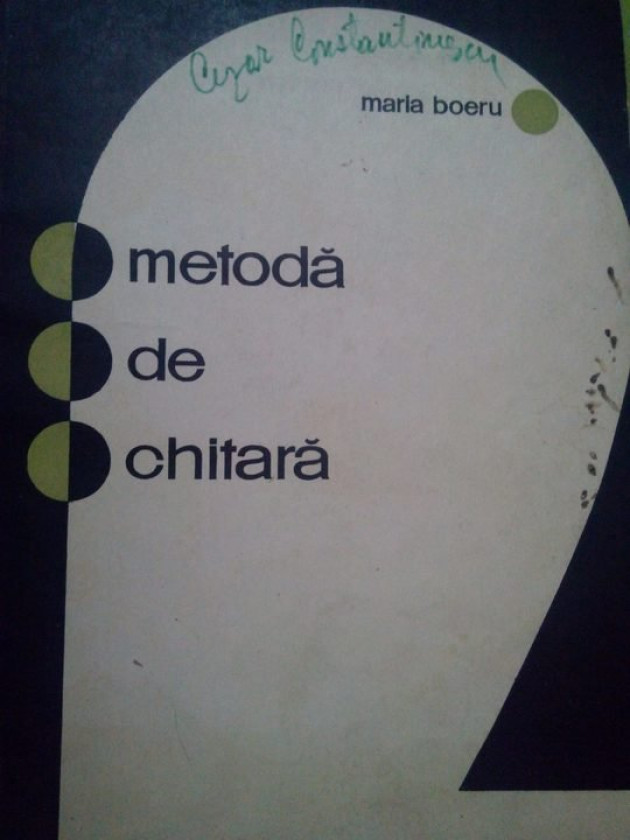 Cezar Constantinescu
maria boeru
metodă
de
chitară